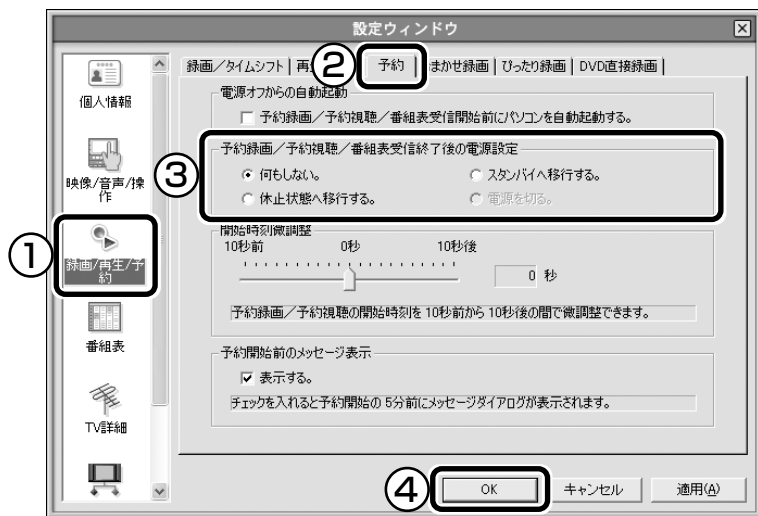 設定ウィンドウ
個人情報
映像/音声/操
作
①
録画/再生/予
約
番組表
TV詳細
録画/タイムシフト
②
予約
まかせ録画
ぴったり録画
DVD直接録画
電源オフからの自動起動
予約録画/予約視聴/番組表受信開始前にパソコンを自動起動する。
③
予約録画/予約視聴/番組表受信終了後の電源設定
何もしない。
スタンバイへ移行する。
休止状態へ移行する。
電源を切る。
開始時刻微調整
10秒前 0秒 10秒後
0 秒
予約録画/予約視聴の開始時刻を 10秒前から 10秒後の間で微調整できます。
予約開始前のメッセージ表示
表示する。
チェックを入れると予約開始の 5分前にメッセージダイアログが表示されます。
④
OK
キャンセル
適用(A)